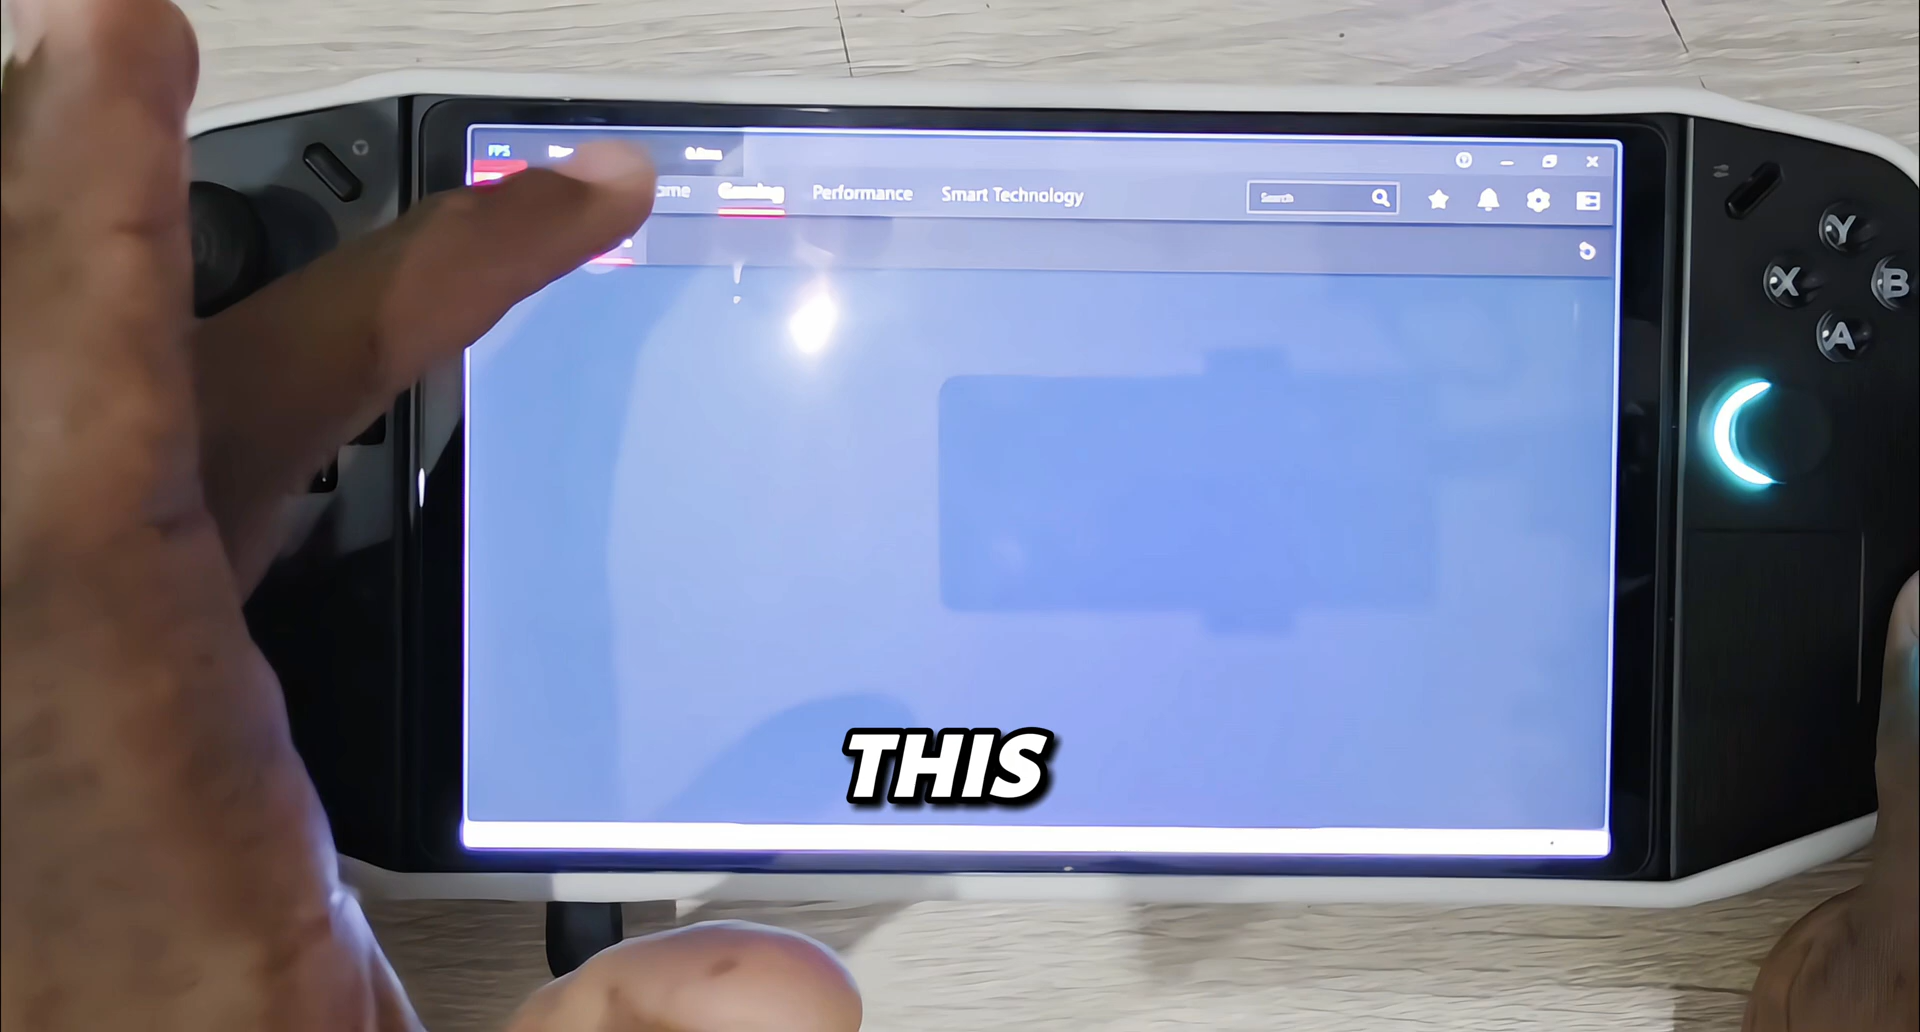 FPS
Gaming Performance Smart Technology
Search
Y
X B
A
THIS